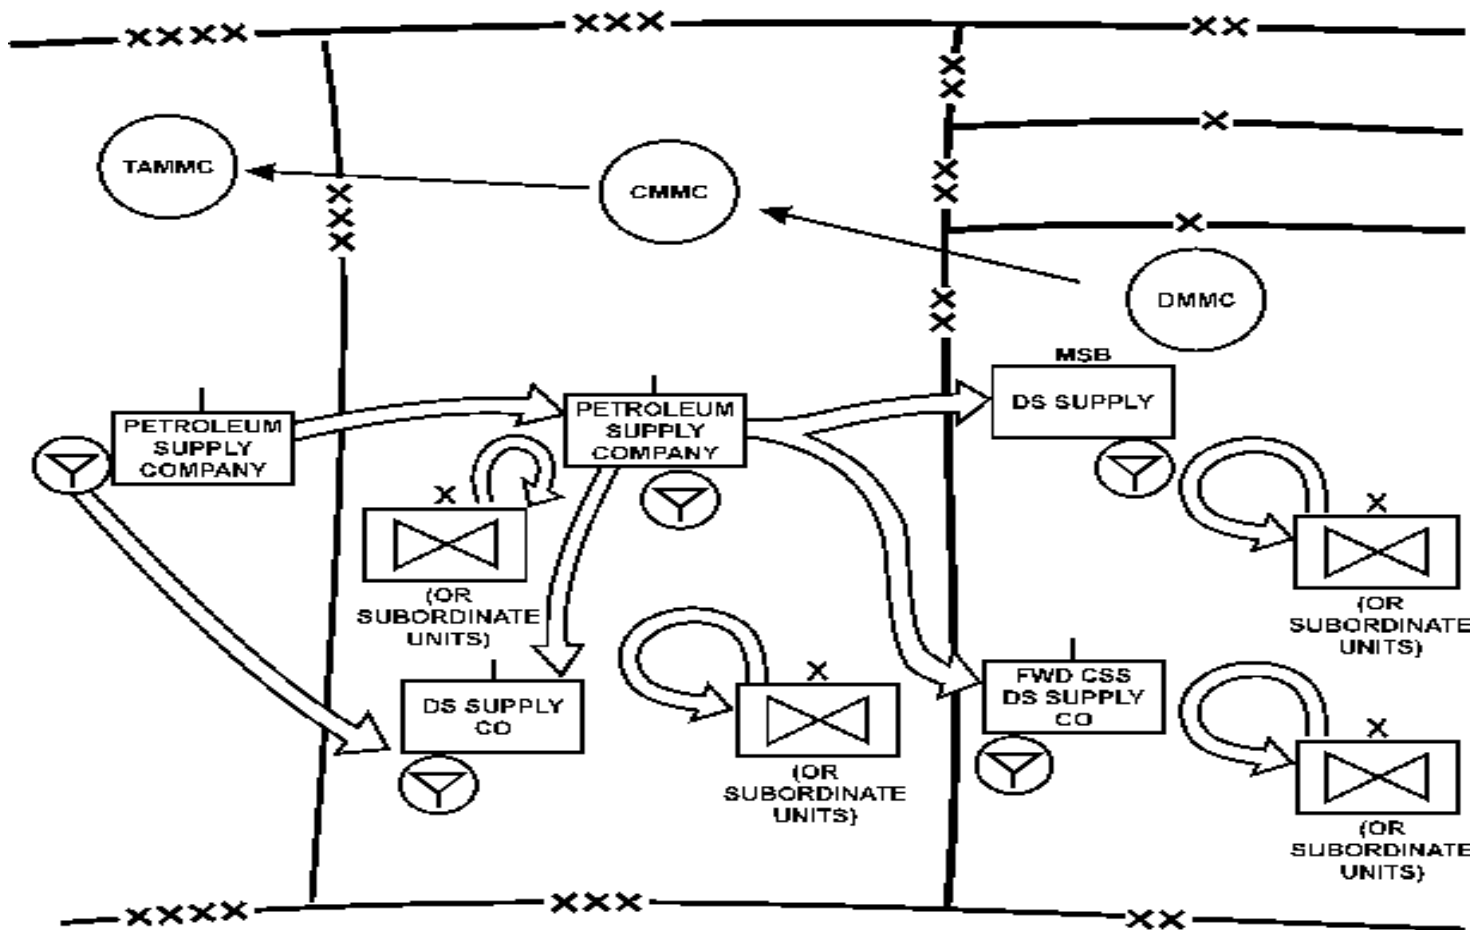 XXXX
XXX
XX
XX
X
TAMMC
CMMC
XX
XXX
X
DMMC
XX
MSB
DS SUPPLY
PETROLEUM
SUPPLY
COMPANY
PETROLEUM
SUPPLY
COMPANY
X
(OR
SUBORDINATE
UNITS)
X
(OR
SUBORDINATE
UNITS)
DS SUPPLY
CO
X
(OR
SUBORDINATE
UNITS)
FWD CSS
DS SUPPLY
CO
X
(OR
SUBORDINATE
UNITS)
XXXX
XXX
XX